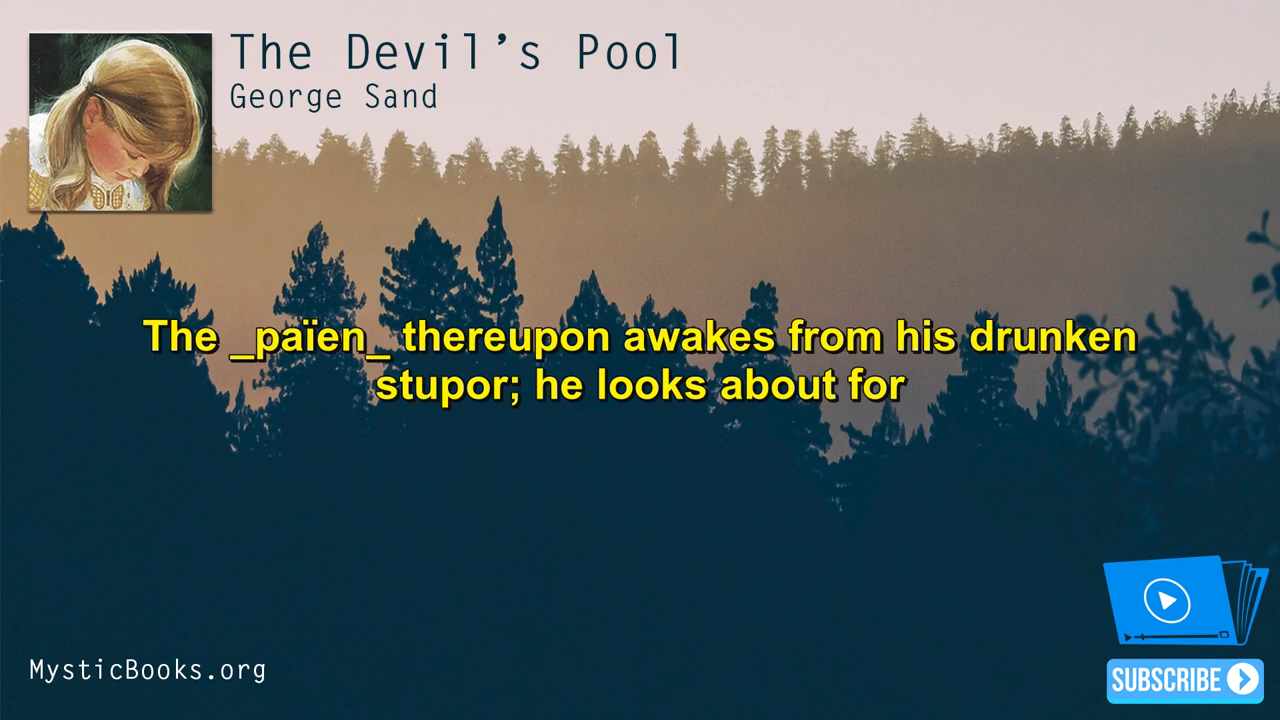 The Devil's Pool
George Sand
The _païen_ thereupon awakes from his drunken
stupor; he looks about for
MysticBooks.org
SUBSCRIBE